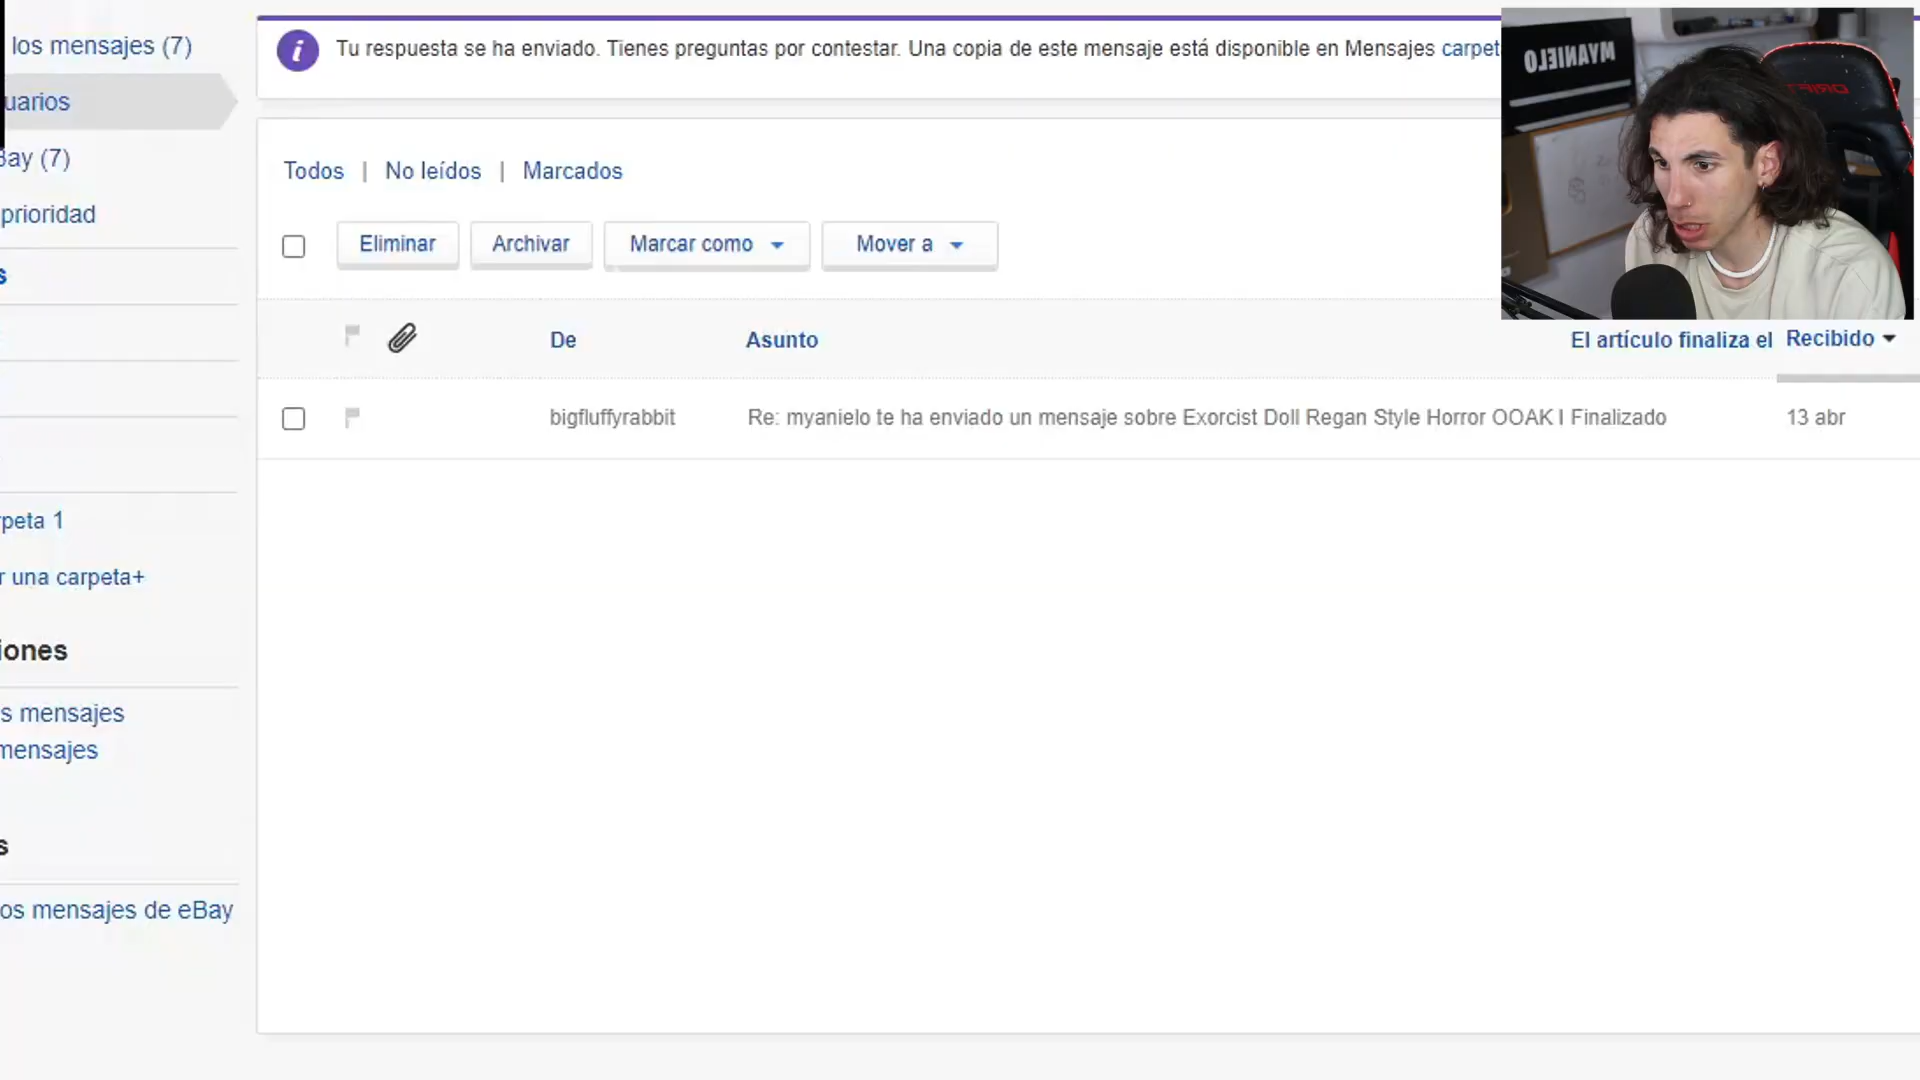 los mensajes (7)
uarios
Bay (7)
prioridad
s
peta 1
r una carpeta+
iones
s mensajes
mensajes
s
os mensajes de eBay
i
Tu respuesta se ha enviado. Tienes preguntas por contestar. Una copia de este mensaje está disponible en Mensajes carpet
Todos | No leídos | Marcados
Eliminar Archivar Marcar como Mover a
De Asunto El artículo finaliza el Recibido
bigfluffyrabbit Re: myanielo te ha enviado un mensaje sobre Exorcist Doll Regan Style Horror OOAK I Finalizado 13 abr
MYANIELO